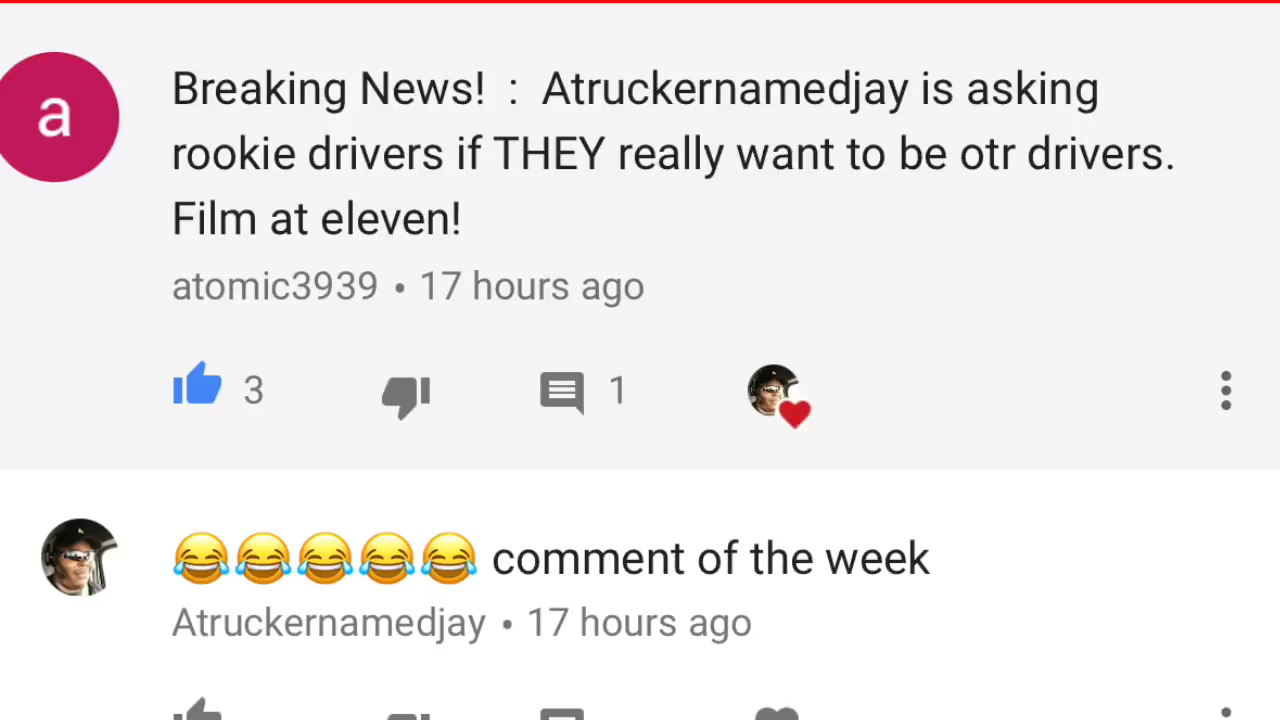 a
Breaking News!  :  Atruckernamedjay is asking
rookie drivers if THEY really want to be otr drivers.
Film at eleven!
atomic3939 • 17 hours ago
3
1
😂😂😂😂😂 comment of the week
Atruckernamedjay • 17 hours ago